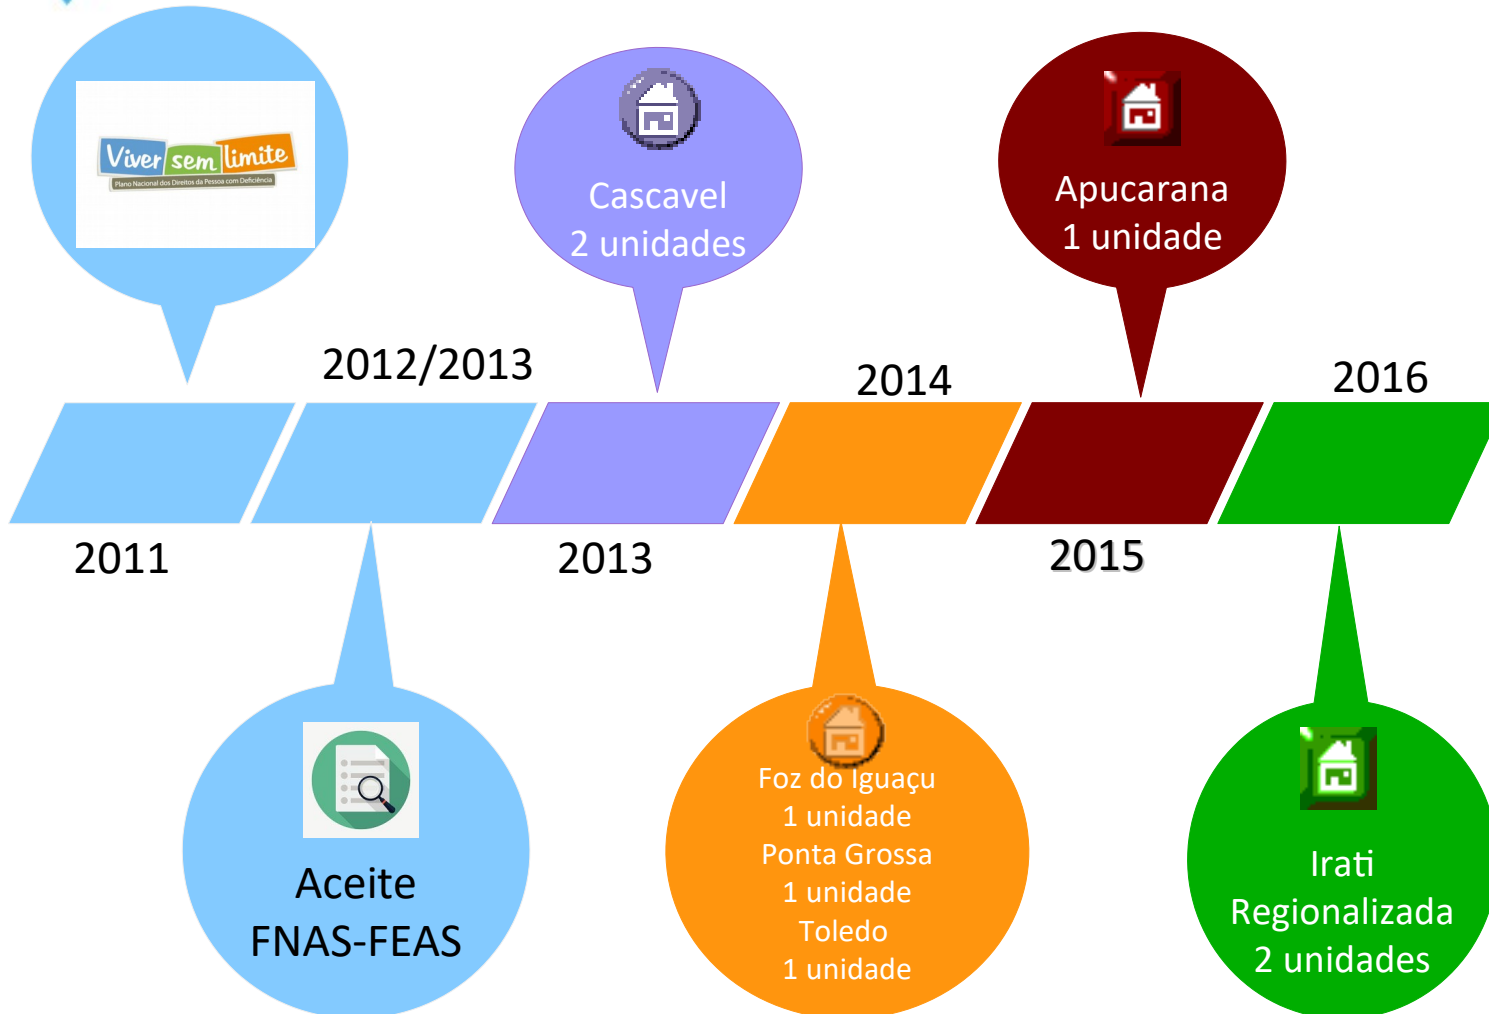 Viver sem limite
Plano Nacional dos Direitos da Pessoa com Deficiência
2011
2012/2013
Aceite
FNAS-FEAS
Cascavel
2 unidades
2013
2014
Foz do Iguaçu
1 unidade
Ponta Grossa
1 unidade
Toledo
1 unidade
Apucarana
1 unidade
2015
2016
Irati
Regionalizada
2 unidades